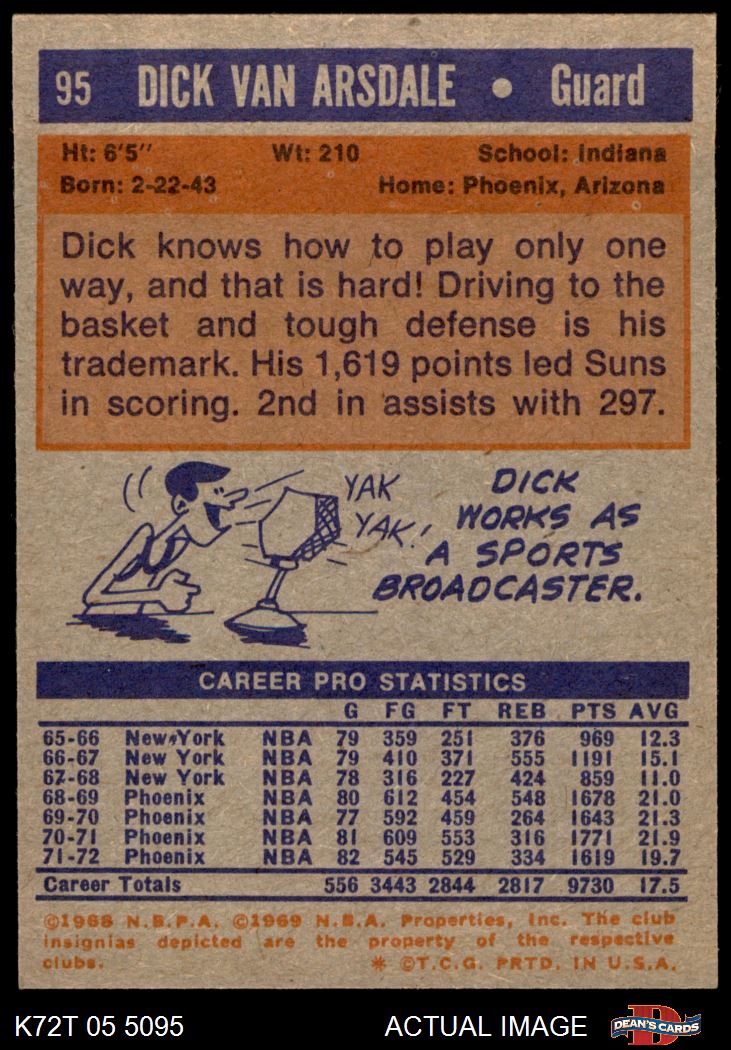 95 DICK VAN ARSDALE • Guard
Ht: 6'5" Wt: 210 School: Indiana
Born: 2-22-43 Home: Phoenix, Arizona
Dick knows how to play only one
way, and that is hard! Driving to the
basket and tough defense is his
trademark. His 1,619 points led Suns
in scoring. 2nd in assists with 297.
YAK
YAK!
DICK
WORKS AS
A SPORTS
BROADCASTER.
CAREER PRO STATISTICS
G FG FT REB PTS AVG
65-66 New York NBA 79 359 251 376 969 12.3
66-67 New York NBA 79 410 371 555 1191 15.1
67-68 New York NBA 78 316 227 424 859 11.0
68-69 Phoenix NBA 80 612 454 548 1678 21.0
69-70 Phoenix NBA 77 592 459 264 1643 21.3
70-71 Phoenix NBA 81 609 553 316 1771 21.9
71-72 Phoenix NBA 82 545 529 334 1619 19.7
Career Totals 556 3443 2844 2817 9730 17.5
©1968 N.B.P.A. ©1969 N.B.A. Properties, Inc. The club
insignias depicted are the property of the respective
clubs. * ©T.C.G. PRTD. IN U.S.A.
K72T 05 5095 ACTUAL IMAGE DEAN'S CARDS